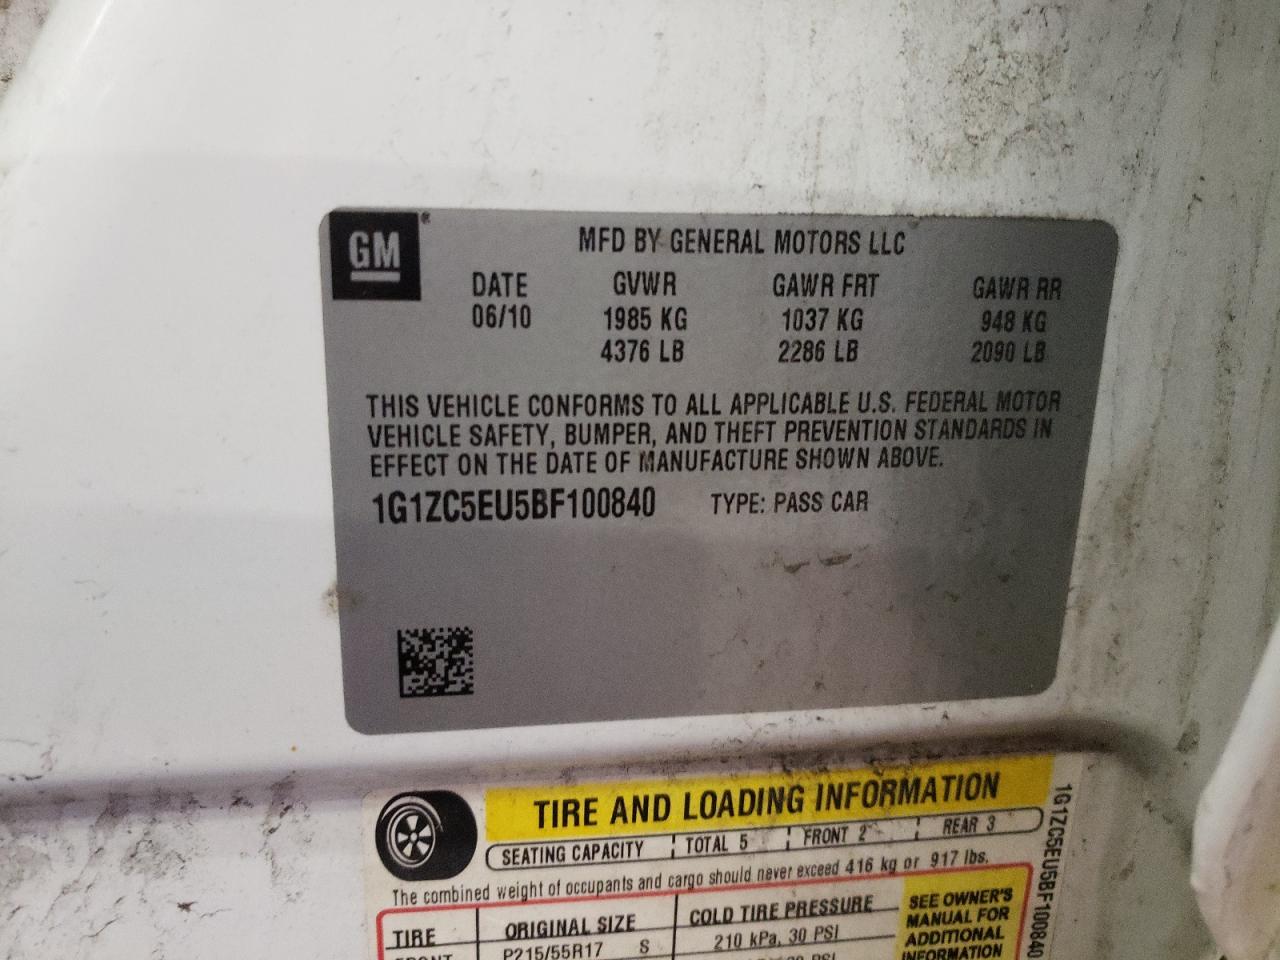 GM®
MFD BY GENERAL MOTORS LLC
DATE GVWR GAWR FRT GAWR RR
06/10 1985 KG 1037 KG 948 KG
4376 LB 2286 LB 2090 LB
THIS VEHICLE CONFORMS TO ALL APPLICABLE U.S. FEDERAL MOTOR
VEHICLE SAFETY, BUMPER, AND THEFT PREVENTION STANDARDS IN
EFFECT ON THE DATE OF MANUFACTURE SHOWN ABOVE.
1G1ZC5EU5BF100840 TYPE: PASS CAR
TIRE AND LOADING INFORMATION
SEATING CAPACITY TOTAL 5 FRONT 2 REAR 3
The combined weight of occupants and cargo should never exceed 416 kg or 917 lbs.
TIRE ORIGINAL SIZE COLD TIRE PRESSURE
FRONT P215/55R17 S 210 kPa, 30 PSI
SEE OWNER'S
MANUAL FOR
ADDITIONAL
INFORMATION
1G1ZC5EU5BF100840